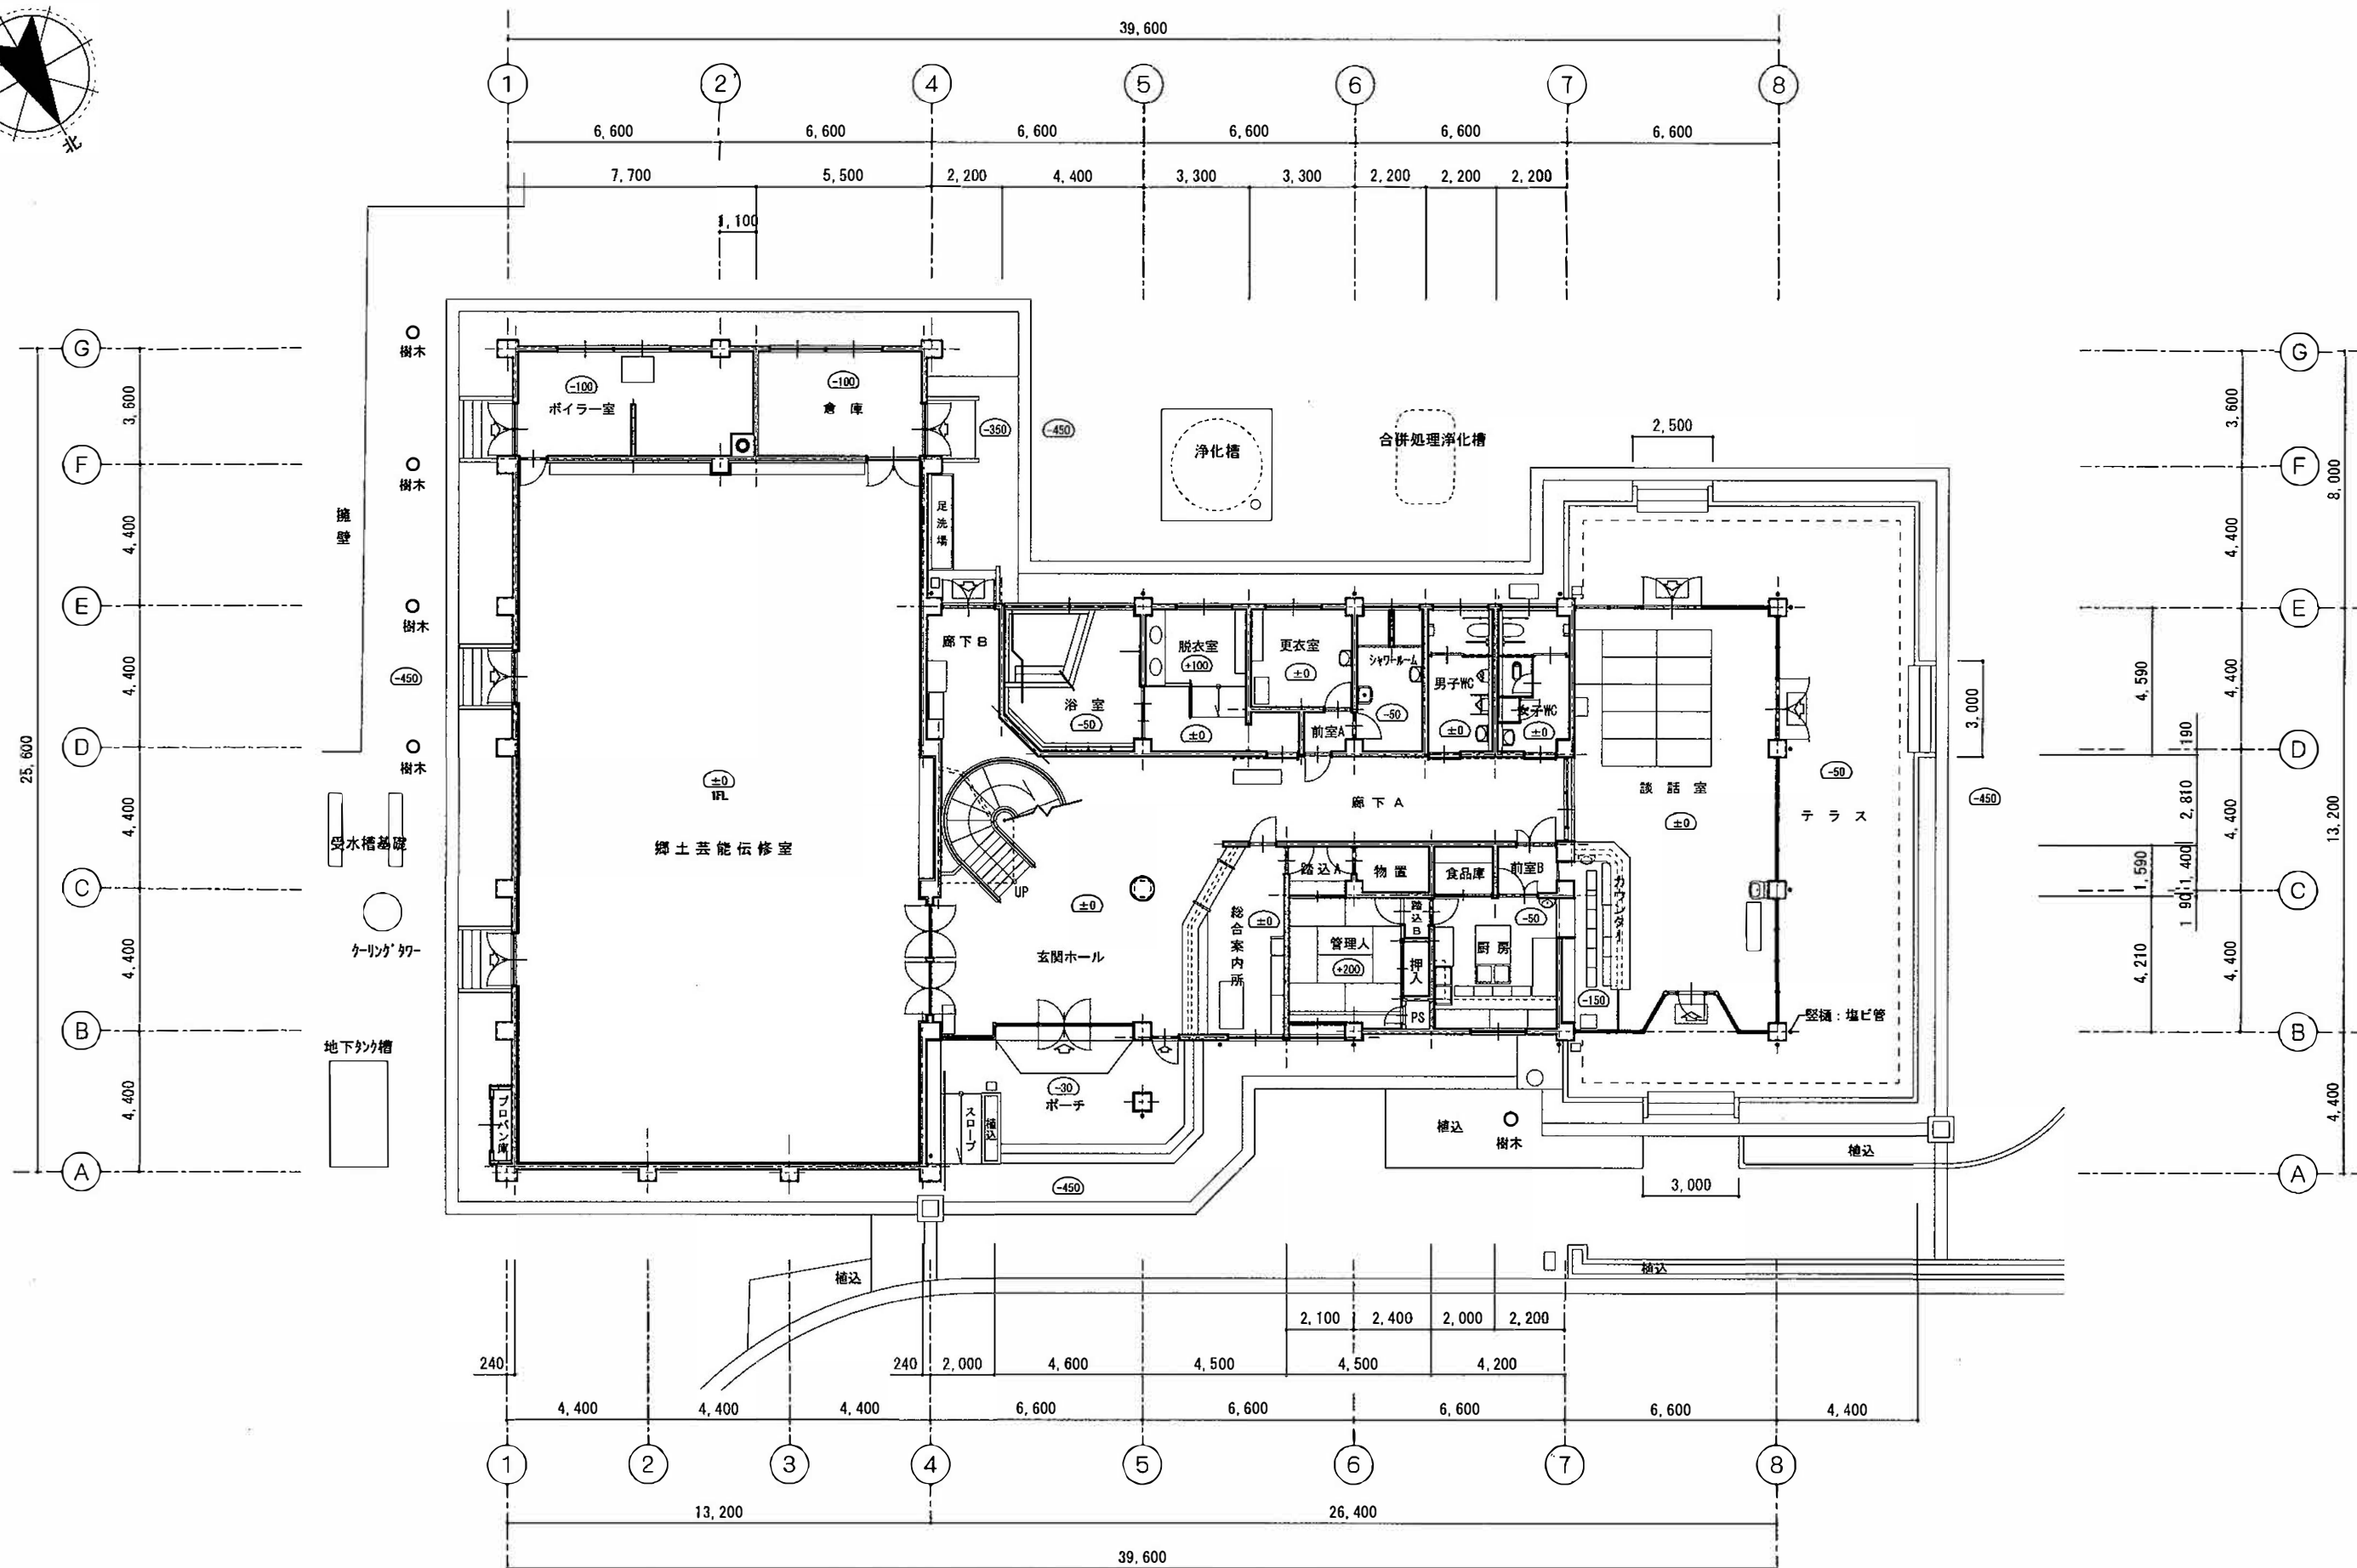 北
39,600
1 2' 4 5 6 7 8
6,600 6,600 6,600 6,600 6,600 6,600
7,700 5,500 2,200 4,400 3,300 3,300 2,200 2,200 2,200
1,100
G
F
E
D
C
B
A
3,600
4,400
4,400
4,400
4,400
4,400
25,600
樹木
樹木
樹木
樹木
擁壁
-450
受水槽基礎
クーリングタワー
地下タンク槽
プロパン庫
-100
ボイラー室
-100
倉庫
-350
-450
足洗場
浄化槽
合併処理浄化槽
2,500
±0
1FL
郷土芸能伝修室
廊下B
浴室
-50
脱衣室
+100
±0
更衣室
±0
前室A
シャワールーム
-50
男子WC
±0
女子WC
±0
談話室
±0
-50
テラス
3,000
-450
廊下A
UP
±0
玄関ホール
総合案内所
±0
踏込A
物置
食品庫
前室B
踏込B
管理人
+200
押入
PS
厨房
-50
カウンター
-150
竪樋：塩ビ管
-30
ポーチ
スロープ
植込
-450
植込
樹木
植込
3,000
植込
植込
G
F
E
D
C
B
A
3,600
4,400
4,400
4,400
4,400
8,000
13,200
4,400
4,590
190
2,810
1,400
1,590
190
4,210
2,100 2,400 2,000 2,200
240 240 2,000 4,600 4,500 4,500 4,200
4,400 4,400 4,400 6,600 6,600 6,600 6,600 4,400
1 2 3 4 5 6 7 8
13,200 26,400
39,600